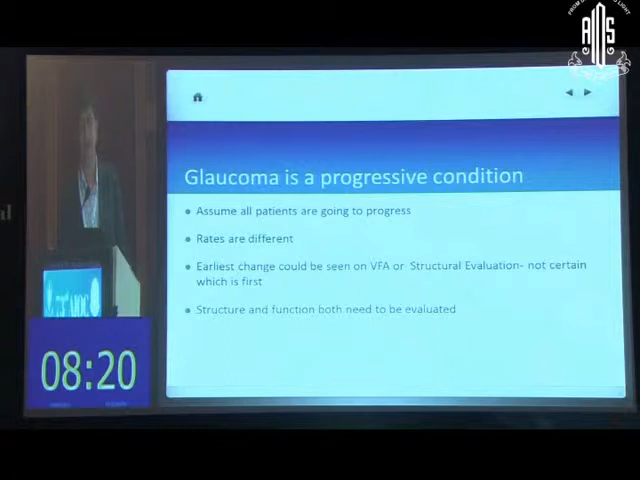 AIOS
Glaucoma is a progressive condition
Assume all patients are going to progress
Rates are different
Earliest change could be seen on VFA or Structural Evaluation- not certain
which is first
Structure and function both need to be evaluated
08:20